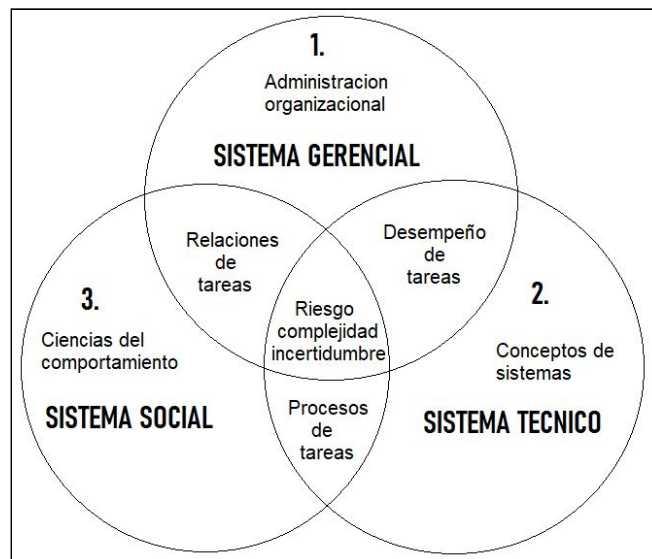 1.
Administracion
organizacional
SISTEMA GERENCIAL
Relaciones
de
tareas
Desempeño
de
tareas
3.
Ciencias del
comportamiento
SISTEMA SOCIAL
Riesgo
complejidad
incertidumbre
2.
Conceptos de
sistemas
SISTEMA TECNICO
Procesos
de
tareas